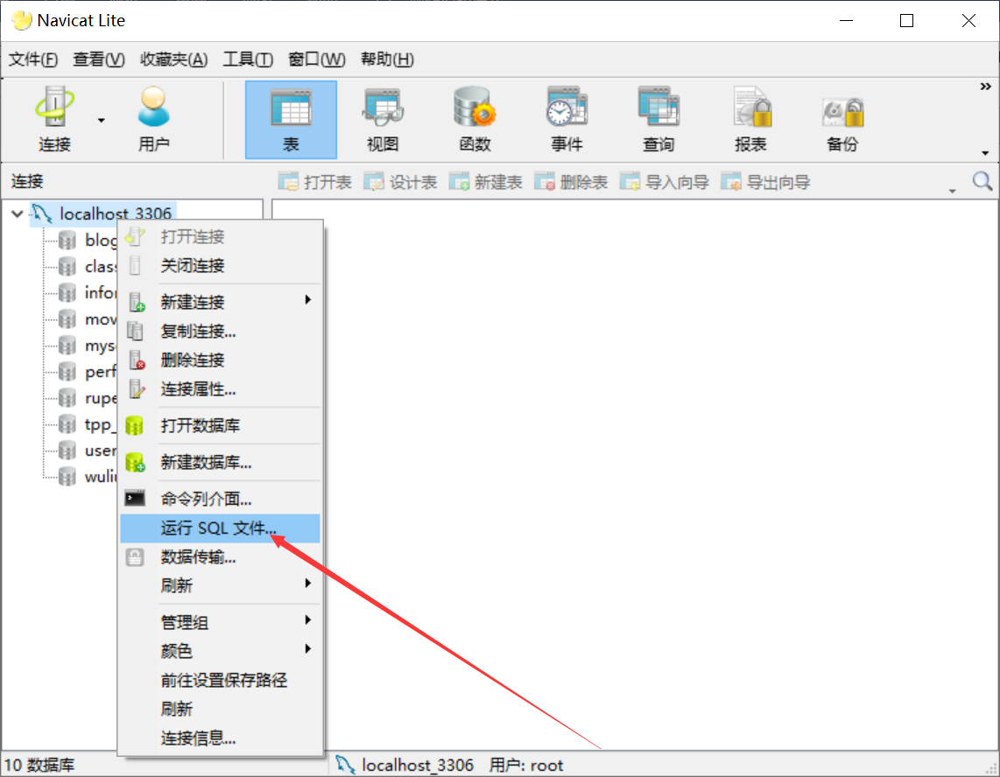 Navicat Lite
文件(F) 查看(V) 收藏夹(A) 工具(T) 窗口(W) 帮助(H)
连接 用户 表 视图 函数 事件 查询 报表 备份
连接 打开表 设计表 新建表 删除表 导入向导 导出向导
localhost_3306
blog
class
infor
mov
myso
perf
rupe
tpp_
user
wuliu
打开连接
关闭连接
新建连接
复制连接...
删除连接
连接属性...
打开数据库
新建数据库...
命令列介面...
运行 SQL 文件...
数据传输...
刷新
管理组
颜色
前往设置保存路径
刷新
连接信息...
10 数据库 localhost_3306 用户: root